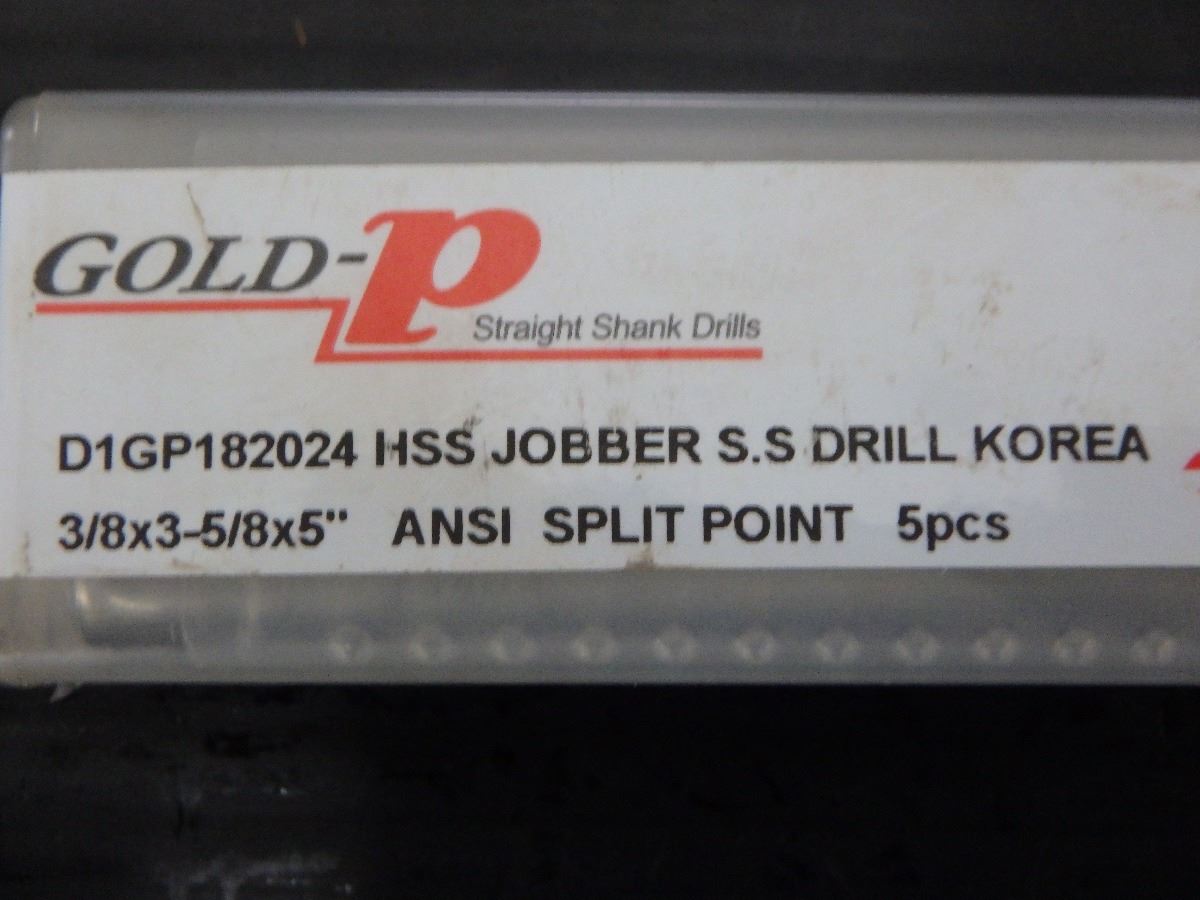 GOLD-P
Straight Shank Drills
D1GP182024 HSS JOBBER S.S DRILL KOREA
3/8x3-5/8x5" ANSI SPLIT POINT 5pcs